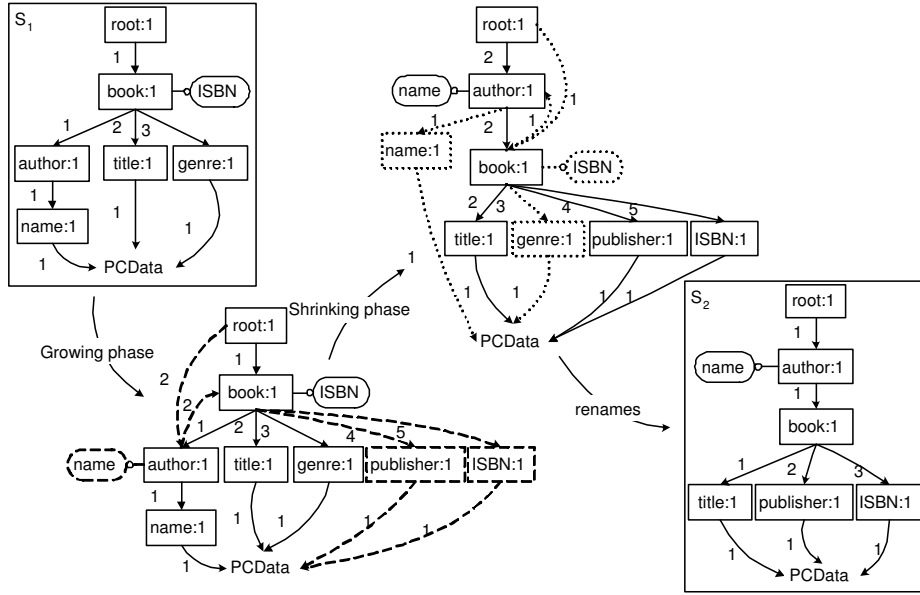 S1
root:1
1
book:1
ISBN
1 2 3
author:1 title:1 genre:1
1 1 1
name:1
1
PCData
root:1
2
1
name
author:1
1 2 1
name:1
book:1
ISBN
2 3 4 5
title:1 genre:1 publisher:1 ISBN:1
1
1 1 1 1
PCData
Growing phase
Shrinking phase
renames
root:1
1
2
book:1
ISBN
2
1 2 3 4 5
name
author:1 title:1 genre:1 publisher:1 ISBN:1
1
name:1
1 1 1 1
1
PCData
S2
root:1
1
name
author:1
1
book:1
1 2 3
title:1 publisher:1 ISBN:1
1 1 1
PCData